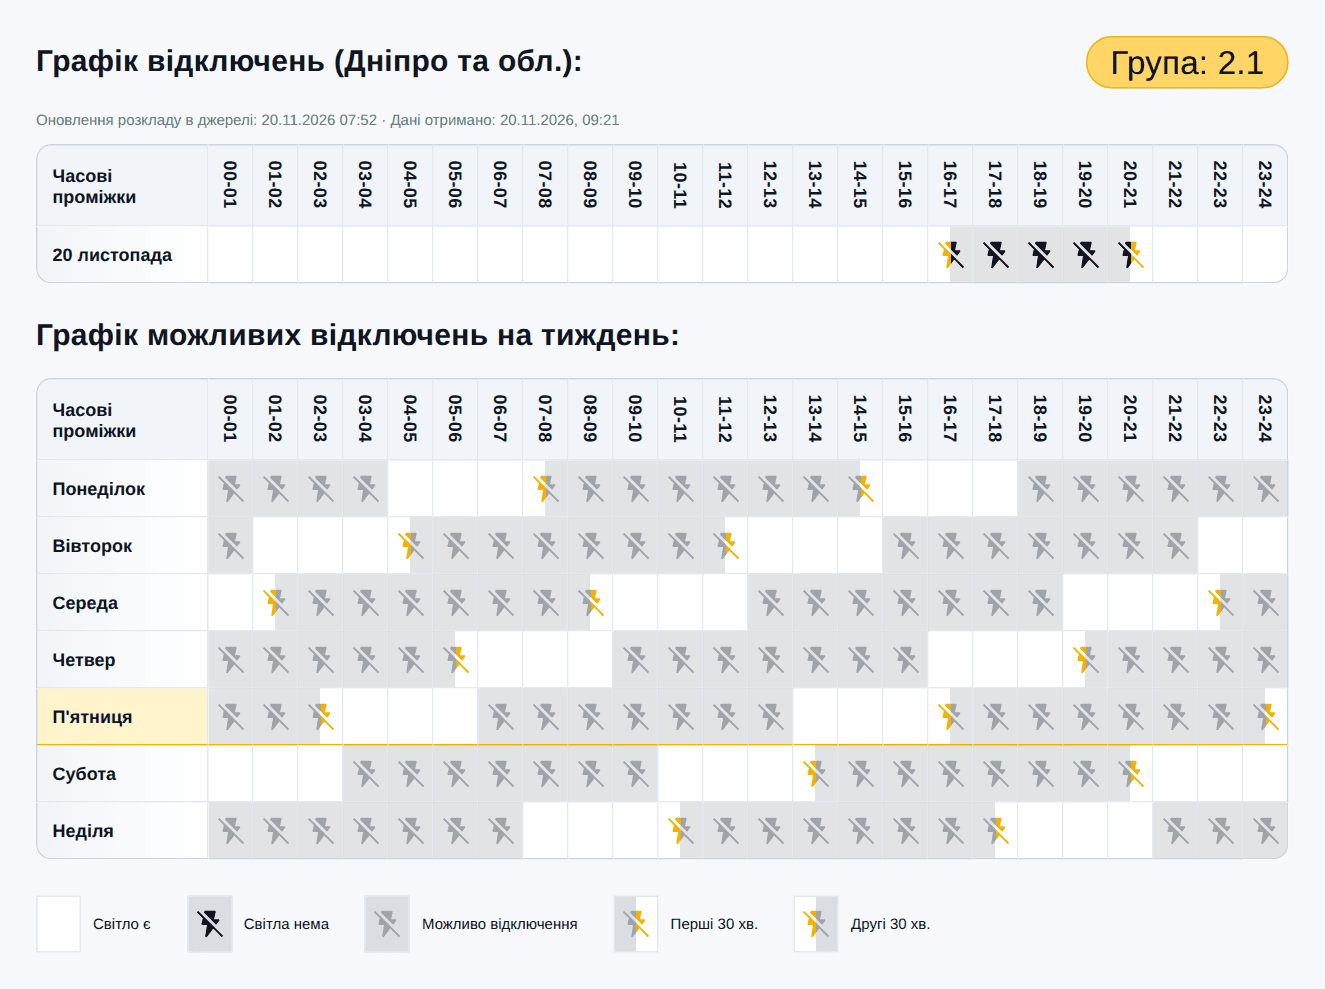 Графік відключень (Дніпро та обл.):
Група: 2.1
Оновлення розкладу в джерелі: 20.11.2026 07:52 · Дані отримано: 20.11.2026, 09:21
Часові проміжки 00-01 01-02 02-03 03-04 04-05 05-06 06-07 07-08 08-09 09-10 10-11 11-12 12-13 13-14 14-15 15-16 16-17 17-18 18-19 19-20 20-21 21-22 22-23 23-24
20 листопада
Графік можливих відключень на тиждень:
Часові проміжки 00-01 01-02 02-03 03-04 04-05 05-06 06-07 07-08 08-09 09-10 10-11 11-12 12-13 13-14 14-15 15-16 16-17 17-18 18-19 19-20 20-21 21-22 22-23 23-24
Понеділок
Вівторок
Середа
Четвер
П'ятниця
Субота
Неділя
Світло є Світла нема Можливо відключення Перші 30 хв. Другі 30 хв.